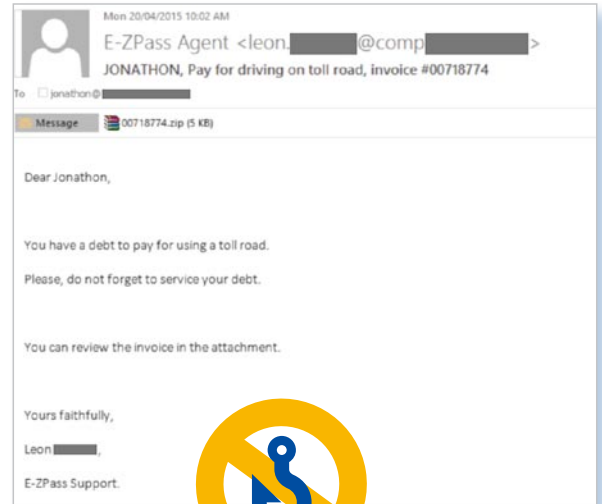 Mon 20/04/2015 10:02 AM
E-ZPass Agent <leon. @comp >
JONATHON, Pay for driving on toll road, invoice #00718774
To jonathon@
Message 00718774.zip (5 KB)
Dear Jonathon,
You have a debt to pay for using a toll road.
Please, do not forget to service your debt.
You can review the invoice in the attachment.
Yours faithfully,
Leon ,
E-ZPass Support.